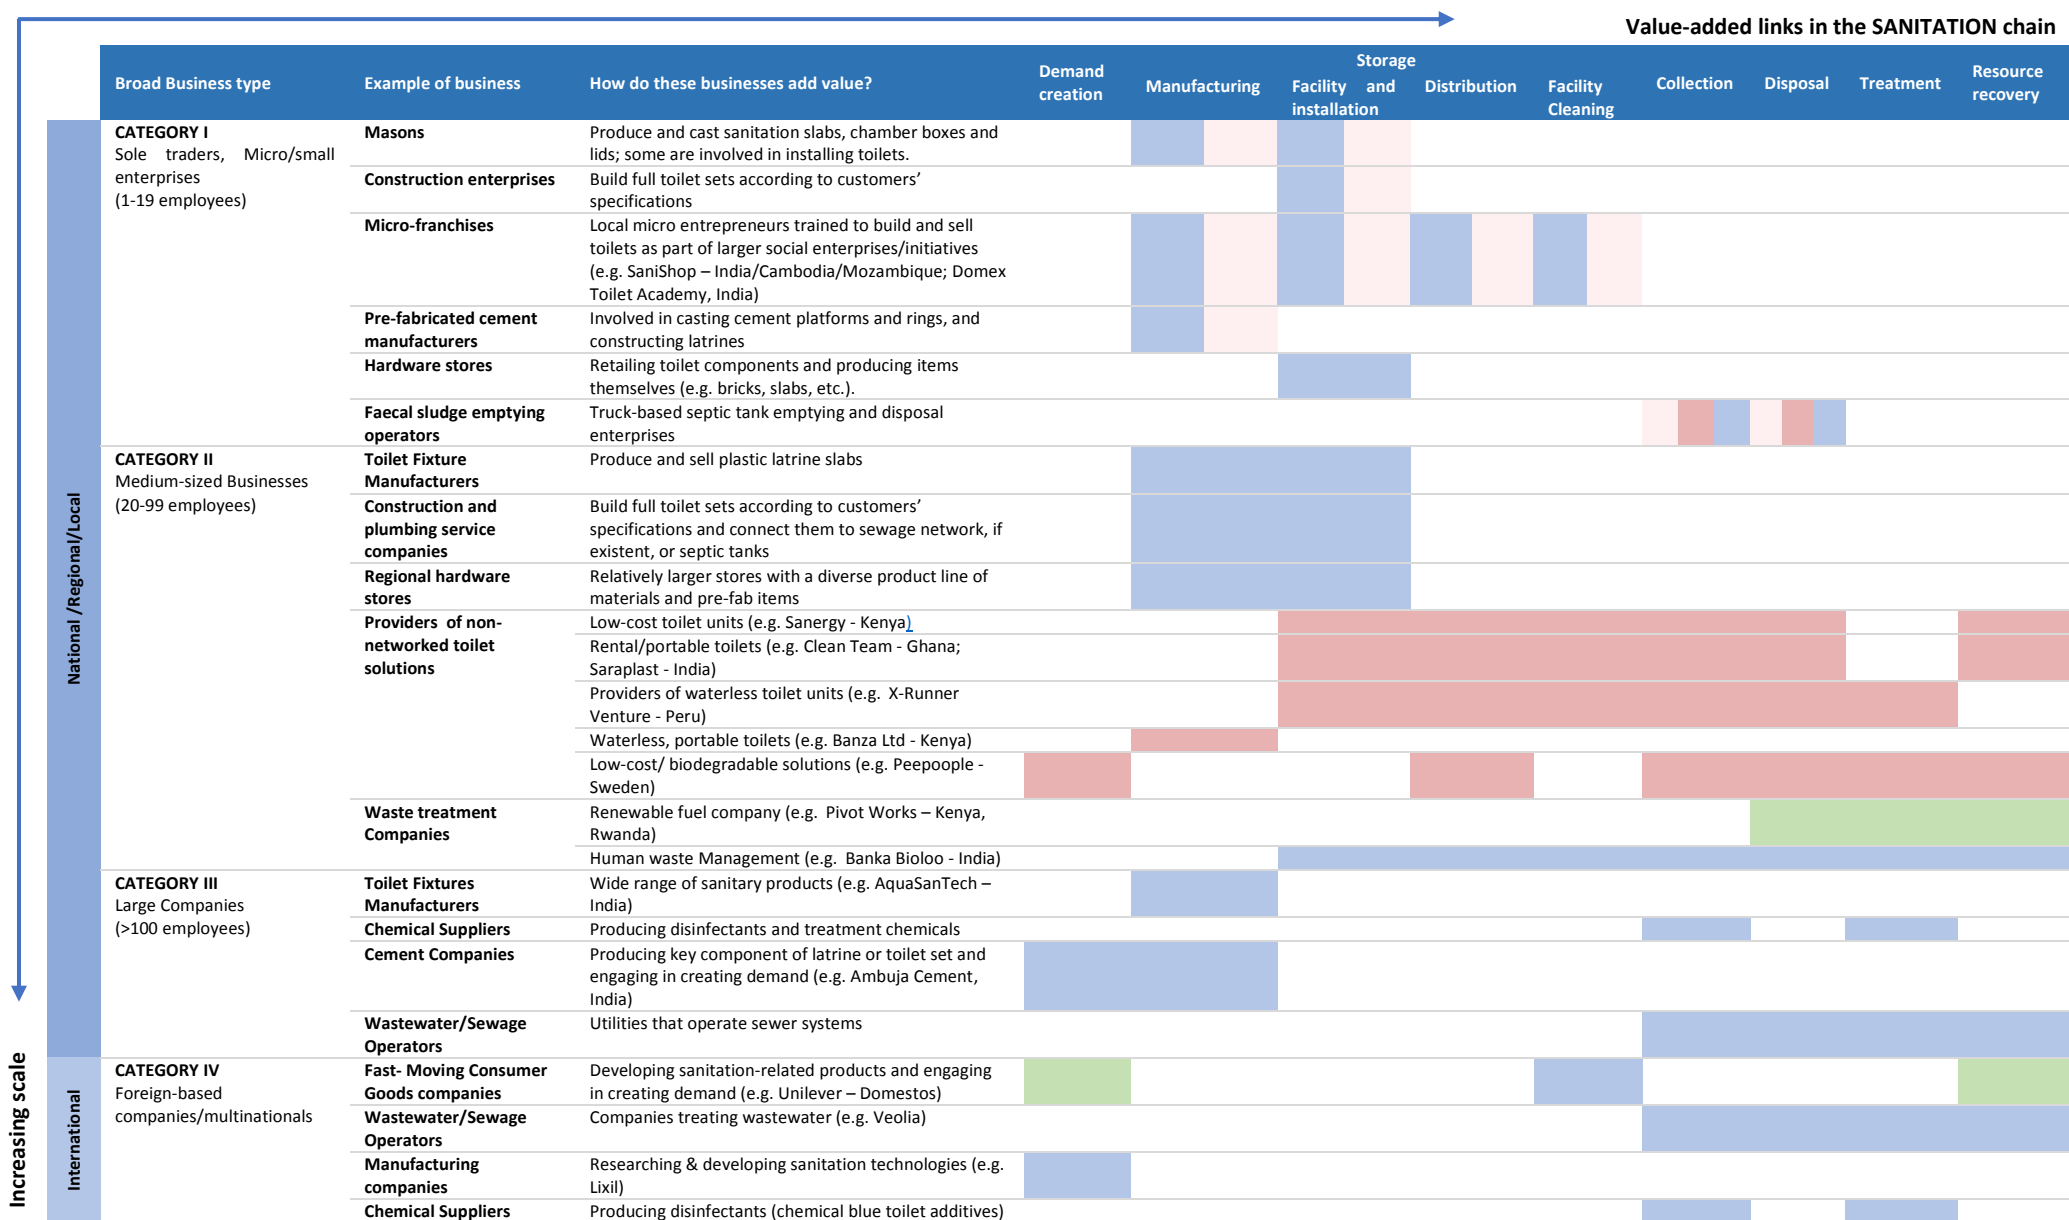 Value-added links in the SANITATION chain
Broad Business type
Example of business
How do these businesses add value?
Demand
creation
Manufacturing
Storage
Facility and
installation
Distribution
Facility
Cleaning
Collection
Disposal
Treatment
Resource
recovery
National /Regional/Local
CATEGORY I
Sole traders, Micro/small
enterprises
(1-19 employees)
Masons
Produce and cast sanitation slabs, chamber boxes and
lids; some are involved in installing toilets.
Construction enterprises
Build full toilet sets according to customers’
specifications
Micro-franchises
Local micro entrepreneurs trained to build and sell
toilets as part of larger social enterprises/initiatives
(e.g. SaniShop – India/Cambodia/Mozambique; Domex
Toilet Academy, India)
Pre-fabricated cement
manufacturers
Involved in casting cement platforms and rings, and
constructing latrines
Hardware stores
Retailing toilet components and producing items
themselves (e.g. bricks, slabs, etc.).
Faecal sludge emptying
operators
Truck-based septic tank emptying and disposal
enterprises
CATEGORY II
Medium-sized Businesses
(20-99 employees)
Toilet Fixture
Manufacturers
Produce and sell plastic latrine slabs
Construction and
plumbing service
companies
Build full toilet sets according to customers’
specifications and connect them to sewage network, if
existent, or septic tanks
Regional hardware
stores
Relatively larger stores with a diverse product line of
materials and pre-fab items
Providers of non-
networked toilet
solutions
Low-cost toilet units (e.g. Sanergy - Kenya)
Rental/portable toilets (e.g. Clean Team - Ghana;
Saraplast - India)
Providers of waterless toilet units (e.g. X-Runner
Venture - Peru)
Waterless, portable toilets (e.g. Banza Ltd - Kenya)
Low-cost/ biodegradable solutions (e.g. Peepoople -
Sweden)
Waste treatment
Companies
Renewable fuel company (e.g. Pivot Works – Kenya,
Rwanda)
Human waste Management (e.g. Banka Bioloo - India)
CATEGORY III
Large Companies
(>100 employees)
Toilet Fixtures
Manufacturers
Wide range of sanitary products (e.g. AquaSanTech –
India)
Chemical Suppliers
Producing disinfectants and treatment chemicals
Cement Companies
Producing key component of latrine or toilet set and
engaging in creating demand (e.g. Ambuja Cement,
India)
Wastewater/Sewage
Operators
Utilities that operate sewer systems
Increasing scale
International
CATEGORY IV
Foreign-based
companies/multinationals
Fast- Moving Consumer
Goods companies
Developing sanitation-related products and engaging
in creating demand (e.g. Unilever – Domestos)
Wastewater/Sewage
Operators
Companies treating wastewater (e.g. Veolia)
Manufacturing
companies
Researching & developing sanitation technologies (e.g.
Lixil)
Chemical Suppliers
Producing disinfectants (chemical blue toilet additives)